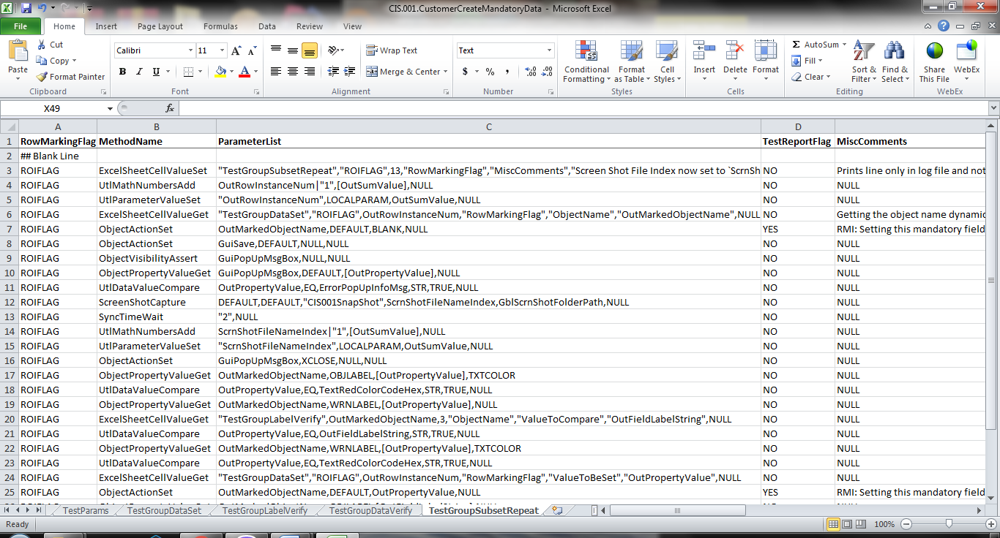 CIS.001.CustomerCreateMandatoryData - Microsoft Excel
File Home Insert Page Layout Formulas Data Review View
Paste Cut Copy Format Painter Clipboard
Calibri 11 B I U A A A Font
Wrap Text Merge & Center Alignment
Text $ % , Number
Conditional Formatting Format as Table Cell Styles Styles
Insert Delete Format Cells
Σ AutoSum Fill Clear Sort & Filter Find & Select Editing
Share This File WebEx WebEx
X49 fx
A B C D E
1 RowMarkingFlag MethodName ParameterList TestReportFlag MiscComments
2 ## Blank Line
3 ROIFLAG ExcelSheetCellValueSet "TestGroupSubsetRepeat","ROIFLAG",13,"RowMarkingFlag","MiscComments","Screen Shot File Index now set to `ScrnSh NO Prints line only in log file and not
4 ROIFLAG UtlMathNumbersAdd OutRowInstanceNum|"1",[OutSumValue],NULL NO NULL
5 ROIFLAG UtlParameterValueSet "OutRowInstanceNum",LOCALPARAM,OutSumValue,NULL NO NULL
6 ROIFLAG ExcelSheetCellValueGet "TestGroupDataSet","ROIFLAG",OutRowInstanceNum,"RowMarkingFlag","ObjectName","OutMarkedObjectName",NULL NO Getting the object name dynamic
7 ROIFLAG ObjectActionSet OutMarkedObjectName,DEFAULT,BLANK,NULL YES RMI: Setting this mandatory field
8 ROIFLAG ObjectActionSet GuiSave,DEFAULT,NULL,NULL NO NULL
9 ROIFLAG ObjectVisibilityAssert GuiPopUpMsgBox,NULL,NULL NO NULL
10 ROIFLAG ObjectPropertyValueGet GuiPopUpMsgBox,DEFAULT,[OutPropertyValue],NULL NO NULL
11 ROIFLAG UtlDataValueCompare OutPropertyValue,EQ,ErrorPopUpInfoMsg,STR,TRUE,NULL NO NULL
12 ROIFLAG ScreenShotCapture DEFAULT,DEFAULT,"CIS001SnapShot",ScrnShotFileNameIndex,GblScrnShotFolderPath,NULL NO NULL
13 ROIFLAG SyncTimeWait "2",NULL NO NULL
14 ROIFLAG UtlMathNumbersAdd ScrnShotFileNameIndex|"1",[OutSumValue],NULL NO NULL
15 ROIFLAG UtlParameterValueSet "ScrnShotFileNameIndex",LOCALPARAM,OutSumValue,NULL NO NULL
16 ROIFLAG ObjectActionSet GuiPopUpMsgBox,XCLOSE,NULL,NULL NO NULL
17 ROIFLAG ObjectPropertyValueGet OutMarkedObjectName,OBJLABEL,[OutPropertyValue],TXTCOLOR NO NULL
18 ROIFLAG UtlDataValueCompare OutPropertyValue,EQ,TextRedColorCodeHex,STR,TRUE,NULL NO NULL
19 ROIFLAG ObjectPropertyValueGet OutMarkedObjectName,WRNLABEL,[OutPropertyValue],NULL NO NULL
20 ROIFLAG ExcelSheetCellValueGet "TestGroupLabelVerify",OutMarkedObjectName,3,"ObjectName","ValueToCompare","OutFieldLabelString",NULL NO NULL
21 ROIFLAG UtlDataValueCompare OutPropertyValue,EQ,OutFieldLabelString,STR,TRUE,NULL NO NULL
22 ROIFLAG ObjectPropertyValueGet OutMarkedObjectName,WRNLABEL,[OutPropertyValue],TXTCOLOR NO NULL
23 ROIFLAG UtlDataValueCompare OutPropertyValue,EQ,TextRedColorCodeHex,STR,TRUE,NULL NO NULL
24 ROIFLAG ExcelSheetCellValueGet "TestGroupDataSet","ROIFLAG",OutRowInstanceNum,"RowMarkingFlag","ValueToBeSet","OutPropertyValue",NULL NO NULL
25 ROIFLAG ObjectActionSet OutMarkedObjectName,DEFAULT,OutPropertyValue,NULL YES RMI: Setting this mandatory field
TestParams TestGroupDataSet TestGroupLabelVerify TestGroupDataVerify TestGroupSubsetRepeat
Ready 100%